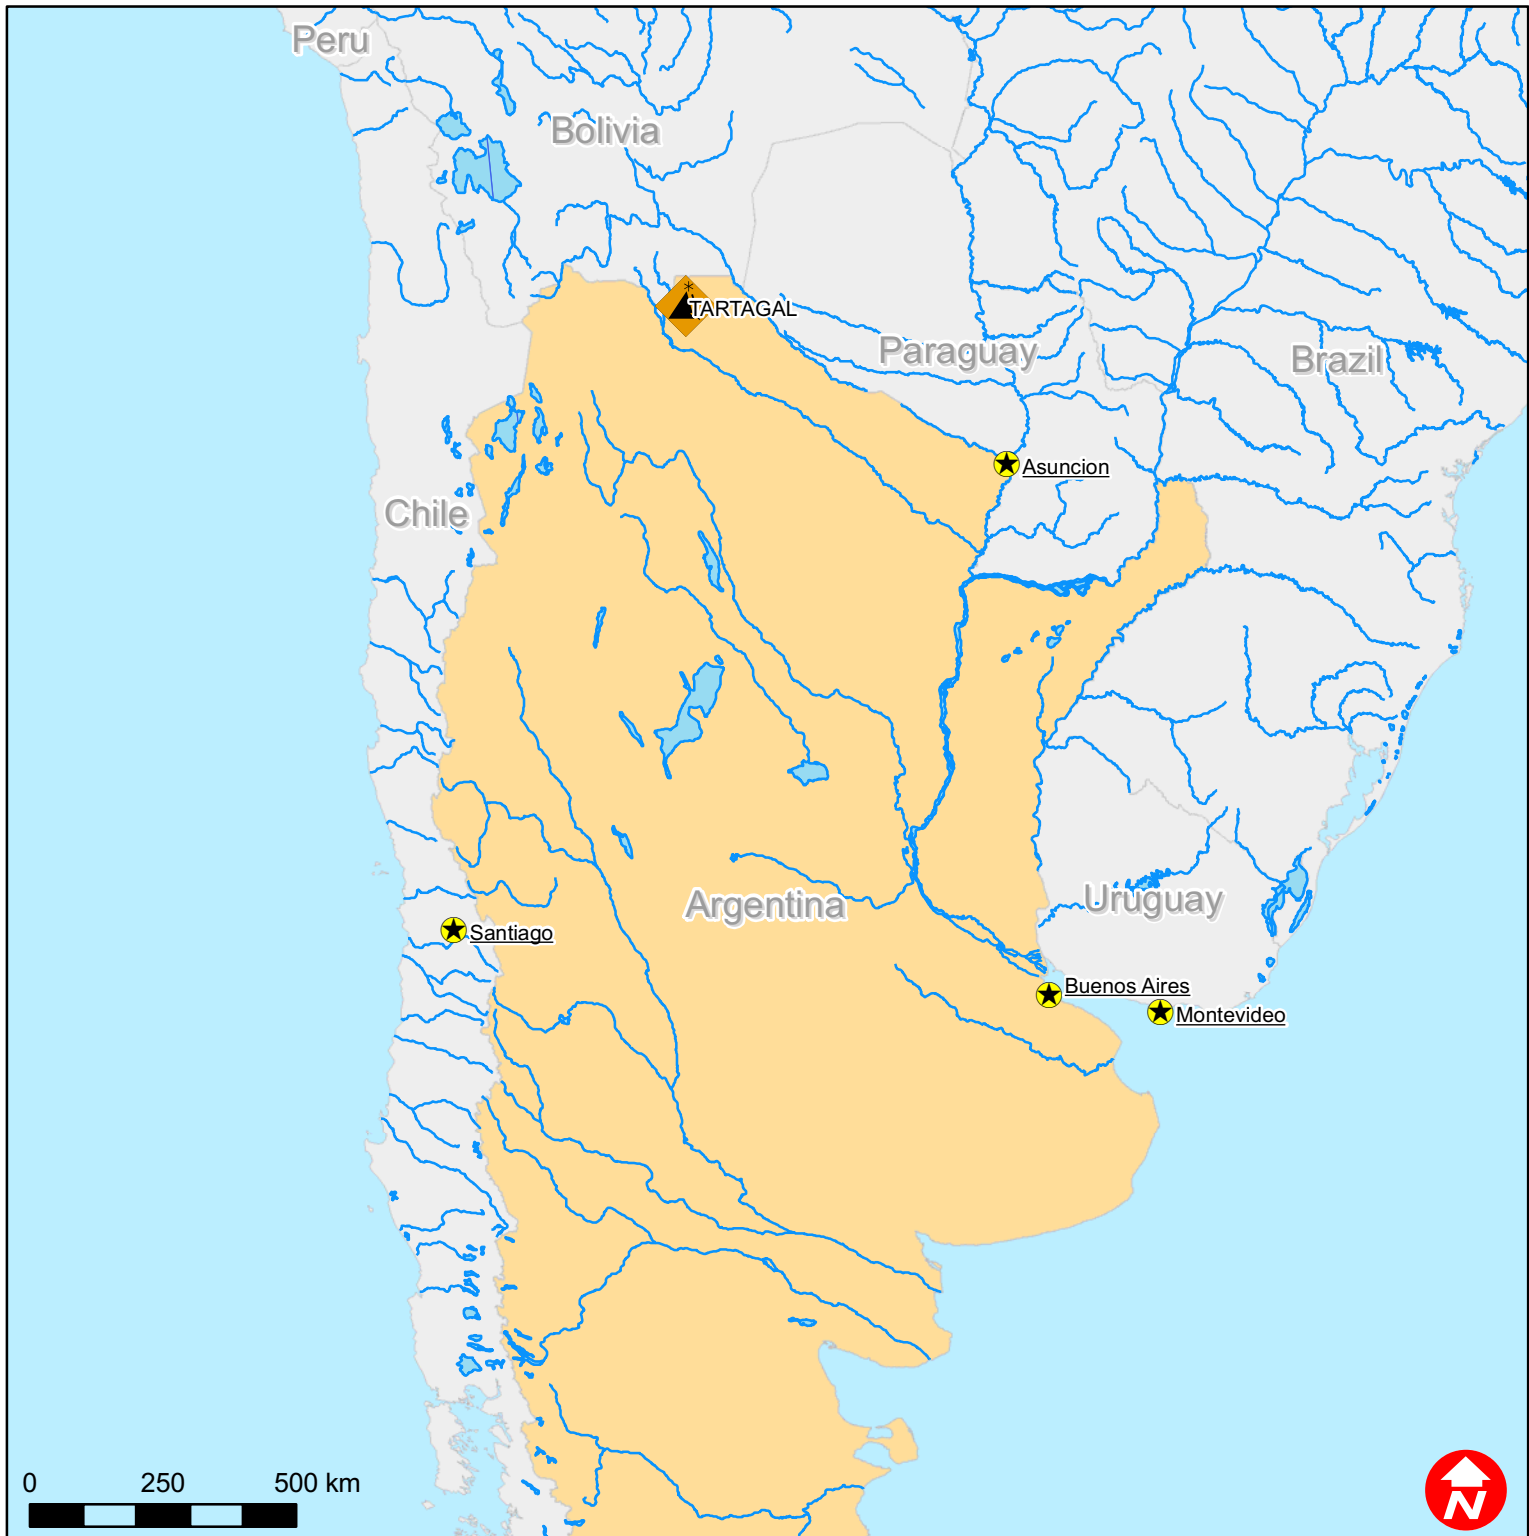 Peru
Bolivia
*
TARTAGAL
Paraguay
Brazil
Asuncion
Chile
Argentina
Uruguay
Santiago
Buenos Aires
Montevideo
0 250 500 km
N